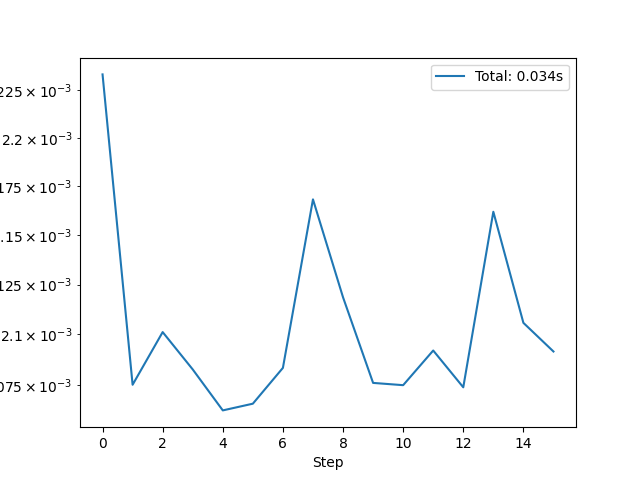 Total: 0.034s
225 × 10⁻³
2.2 × 10⁻³
175 × 10⁻³
.15 × 10⁻³
125 × 10⁻³
2.1 × 10⁻³
075 × 10⁻³
0 2 4 6 8 10 12 14
Step